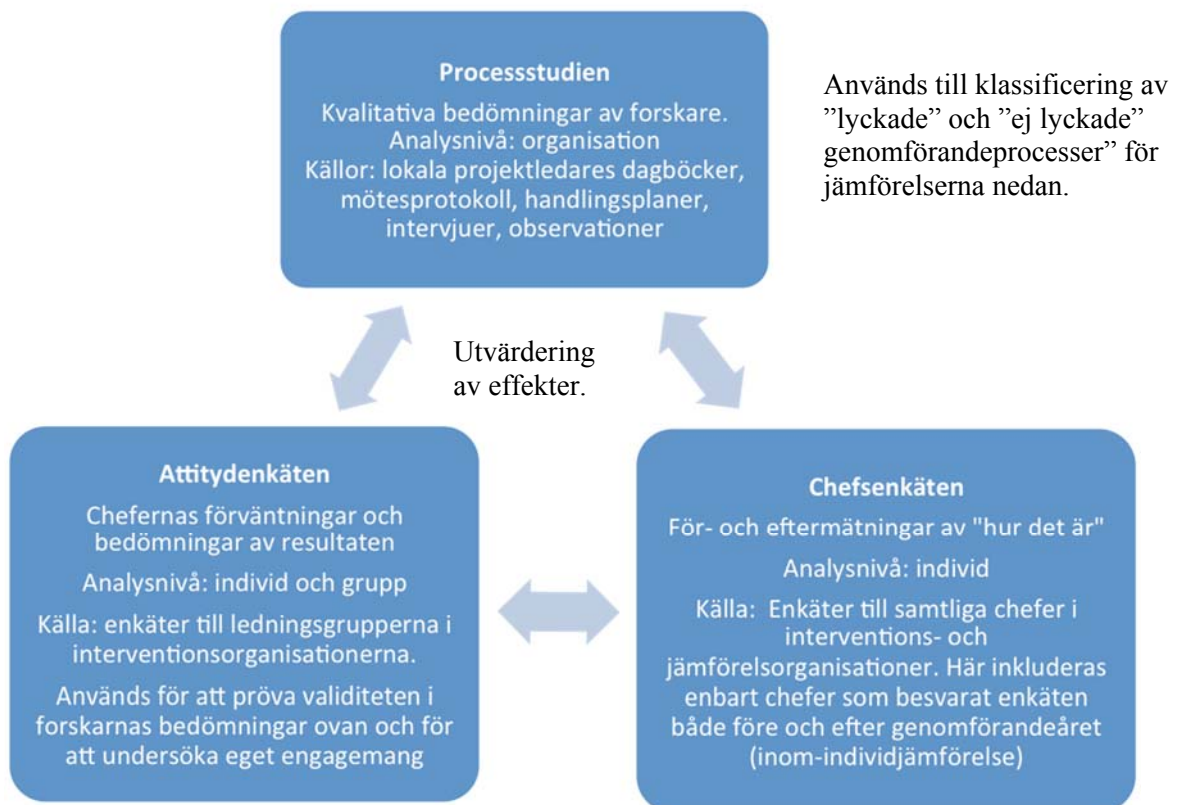 Processstudien
Kvalitativa bedömningar av forskare.
Analysnivå: organisation
Källor: lokala projektledares dagböcker,
mötesprotokoll, handlingsplaner,
intervjuer, observationer
Används till klassificering av
”lyckade” och ”ej lyckade”
genomförandeprocesser” för
jämförelserna nedan.
Utvärdering
av effekter.
Attitydenkäten
Chefernas förväntningar och
bedömningar av resultaten
Analysnivå: individ och grupp
Källa: enkäter till ledningsgrupperna i
interventionsorganisationerna.
Används för att pröva validiteten i
forskarnas bedömningar ovan och för
att undersöka eget engagemang
Chefsenkäten
För- och eftermätningar av "hur det är"
Analysnivå: individ
Källa: Enkäter till samtliga chefer i
interventions- och
jämförelsorganisationer. Här inkluderas
enbart chefer som besvarat enkäten
både före och efter genomförandeåret
(inom-individjämförelse)